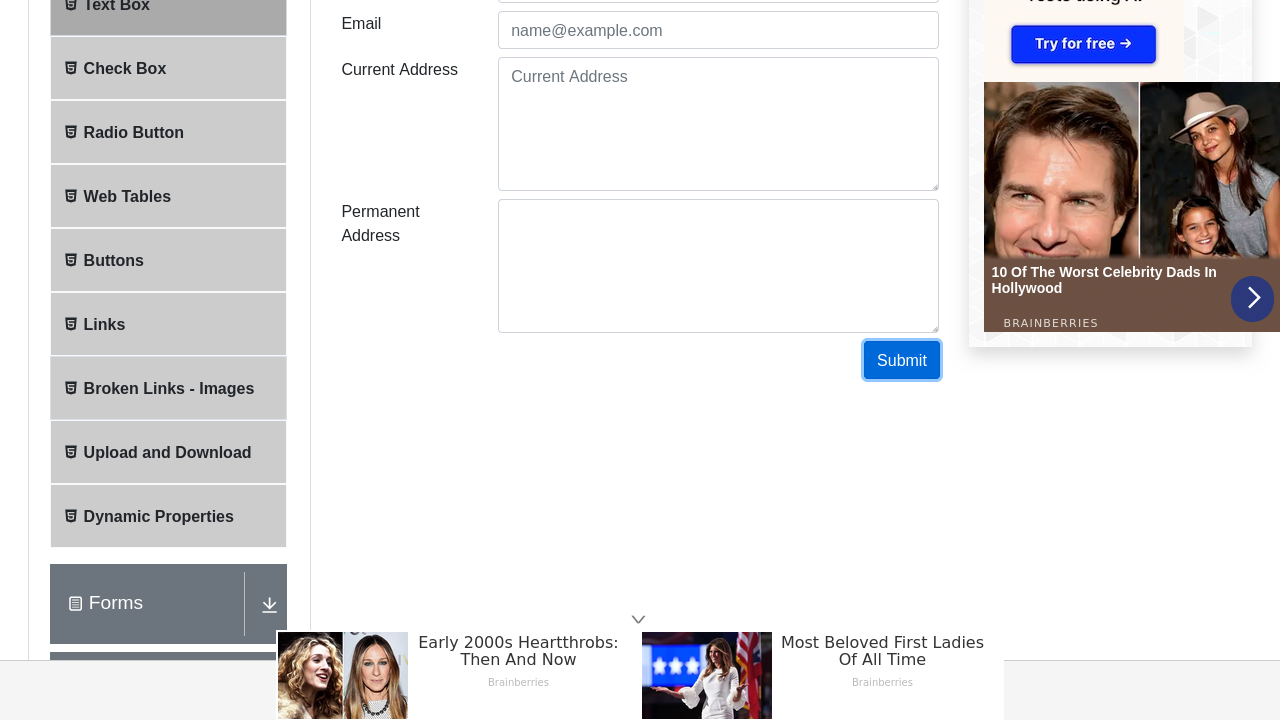 Text Box
Check Box
Radio Button
Web Tables
Buttons
Links
Broken Links - Images
Upload and Download
Dynamic Properties
Forms
Email
name@example.com
Current Address
Current Address
Permanent
Address
Submit
Try for free →
10 Of The Worst Celebrity Dads In
Hollywood
BRAINBERRIES
Early 2000s Heartthrobs:
Then And Now
Brainberries
Most Beloved First Ladies
Of All Time
Brainberries